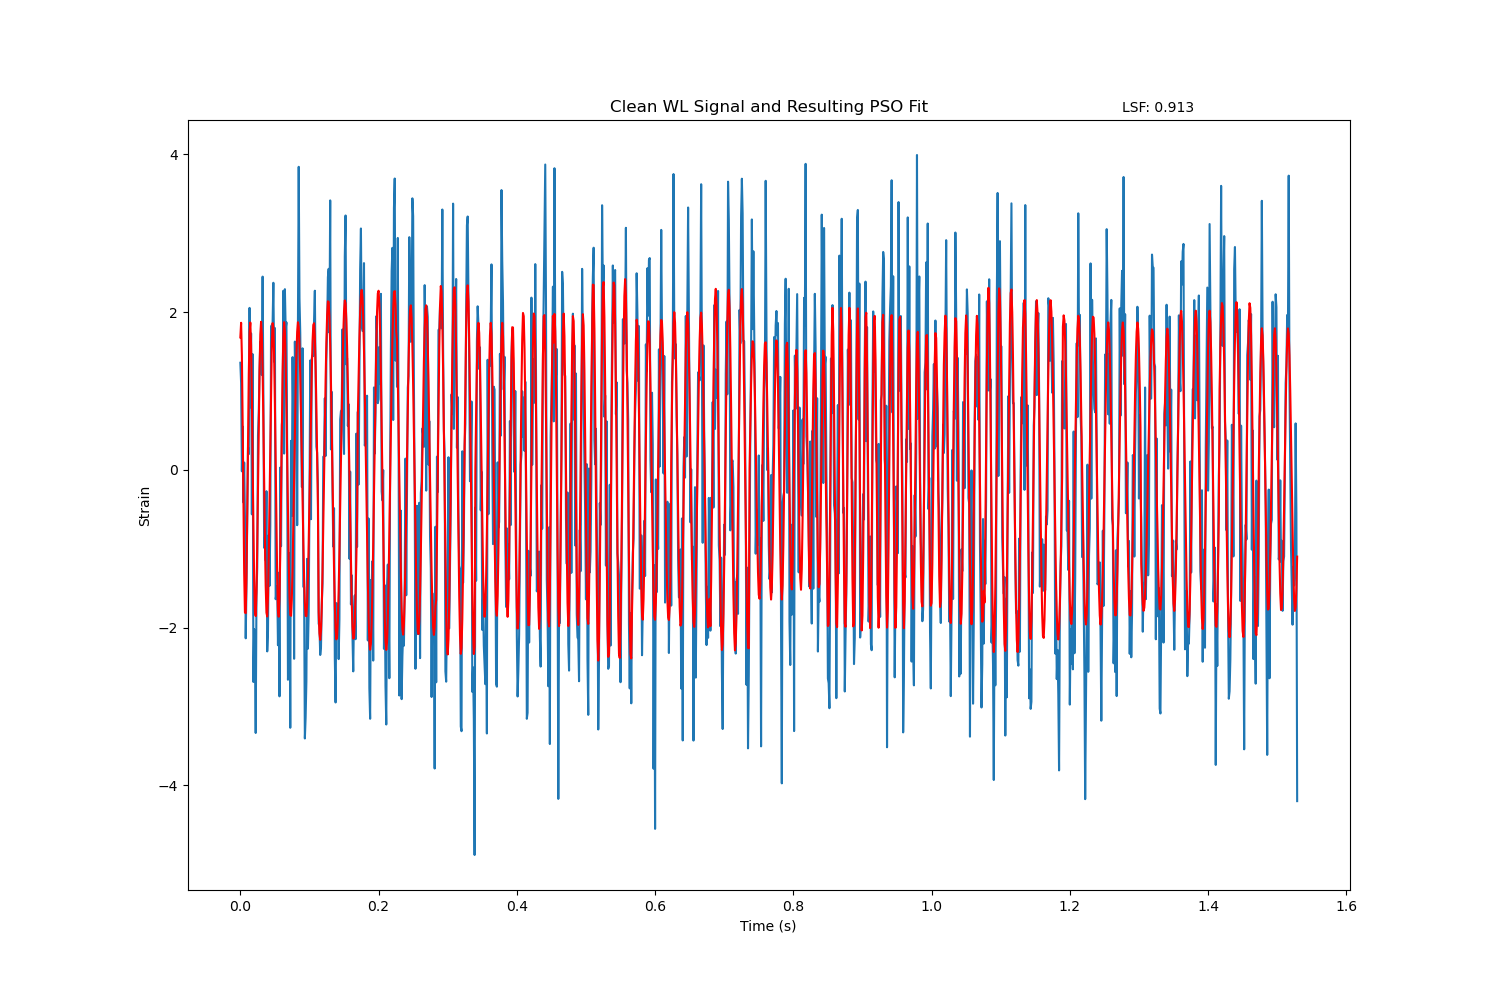 Clean WL Signal and Resulting PSO Fit
LSF: 0.913
Strain
4
2
0
−2
−4
0.0 0.2 0.4 0.6 0.8 1.0 1.2 1.4 1.6
Time (s)